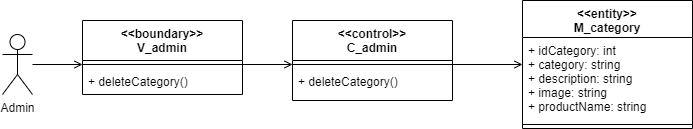 <<boundary>>
V_admin
+ deleteCategory()
<<control>>
C_admin
+ deleteCategory()
<<entity>>
M_category
+ idCategory: int
+ category: string
+ description: string
+ image: string
+ productName: string
Admin